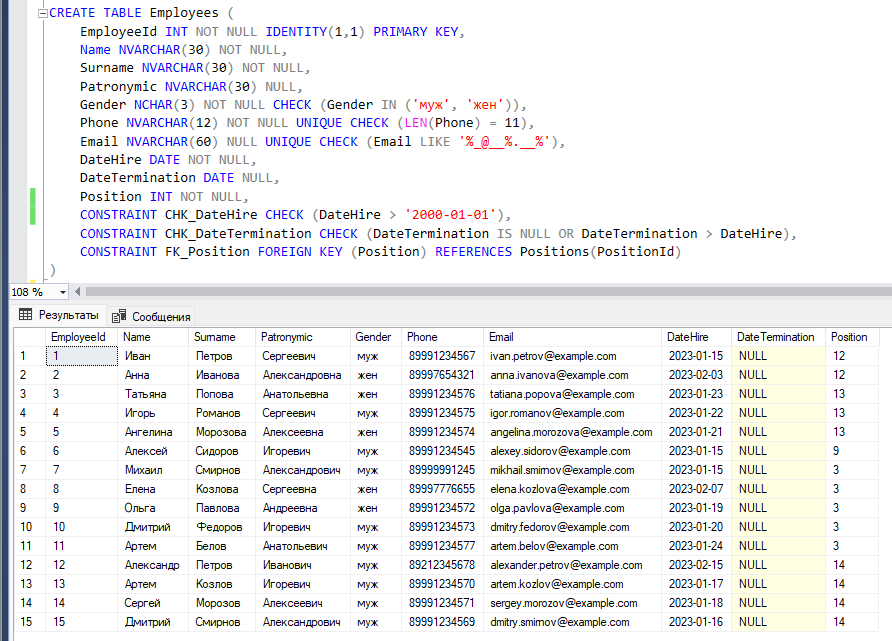 CREATE TABLE Employees (
EmployeeId INT NOT NULL IDENTITY(1,1) PRIMARY KEY,
Name NVARCHAR(30) NOT NULL,
Surname NVARCHAR(30) NOT NULL,
Patronymic NVARCHAR(30) NULL,
Gender NCHAR(3) NOT NULL CHECK (Gender IN ('муж', 'жен')),
Phone NVARCHAR(12) NOT NULL UNIQUE CHECK (LEN(Phone) = 11),
Email NVARCHAR(60) NULL UNIQUE CHECK (Email LIKE '%_@__%.__%'),
DateHire DATE NOT NULL,
DateTermination DATE NULL,
Position INT NOT NULL,
CONSTRAINT CHK_DateHire CHECK (DateHire > '2000-01-01'),
CONSTRAINT CHK_DateTermination CHECK (DateTermination IS NULL OR DateTermination > DateHire),
CONSTRAINT FK_Position FOREIGN KEY (Position) REFERENCES Positions(PositionId)
)
108 %
Результаты Сообщения
EmployeeId Name Surname Patronymic Gender Phone Email DateHire DateTermination Position
1 1 Иван Петров Сергеевич муж 89991234567 ivan.petrov@example.com 2023-01-15 NULL 12
2 2 Анна Иванова Александровна жен 89997654321 anna.ivanova@example.com 2023-02-03 NULL 12
3 3 Татьяна Попова Анатольевна жен 89991234576 tatiana.popova@example.com 2023-01-23 NULL 13
4 4 Игорь Романов Сергеевич муж 89991234575 igor.romanov@example.com 2023-01-22 NULL 13
5 5 Ангелина Морозова Алексеевна жен 89991234574 angelina.morozova@example.com 2023-01-21 NULL 13
6 6 Алексей Сидоров Игоревич муж 89991234545 alexey.sidorov@example.com 2023-01-15 NULL 9
7 7 Михаил Смирнов Александрович муж 89999991245 mikhail.smirnov@example.com 2023-01-15 NULL 3
8 8 Елена Козлова Сергеевна жен 89997776655 elena.kozlova@example.com 2023-02-07 NULL 3
9 9 Ольга Павлова Андреевна жен 89991234572 olga.pavlova@example.com 2023-01-19 NULL 3
10 10 Дмитрий Федоров Игоревич муж 89991234573 dmitry.fedorov@example.com 2023-01-20 NULL 3
11 11 Артем Белов Анатольевич муж 89991234577 artem.belov@example.com 2023-01-24 NULL 3
12 12 Александр Петров Иванович муж 89212345678 alexander.petrov@example.com 2023-02-15 NULL 14
13 13 Артем Козлов Игоревич муж 89991234570 artem.kozlov@example.com 2023-01-17 NULL 14
14 14 Сергей Морозов Алексеевич муж 89991234571 sergey.morozov@example.com 2023-01-18 NULL 14
15 15 Дмитрий Смирнов Александрович муж 89991234569 dmitry.smirnov@example.com 2023-01-16 NULL 14